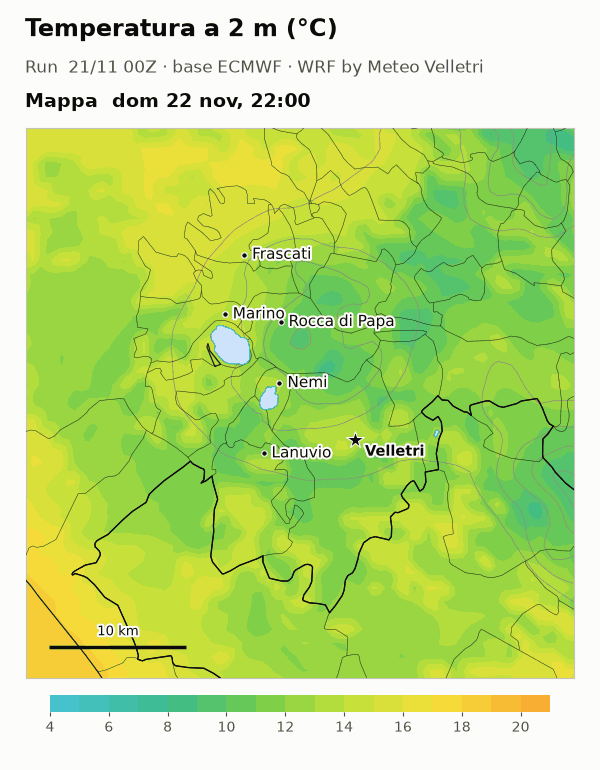 Temperatura a 2 m (°C)
Run  21/11 00Z · base ECMWF · WRF by Meteo Velletri
Mappa  dom 22 nov, 22:00
Frascati
Marino
Rocca di Papa
Nemi
Velletri
Lanuvio
10 km
4 6 8 10 12 14 16 18 20